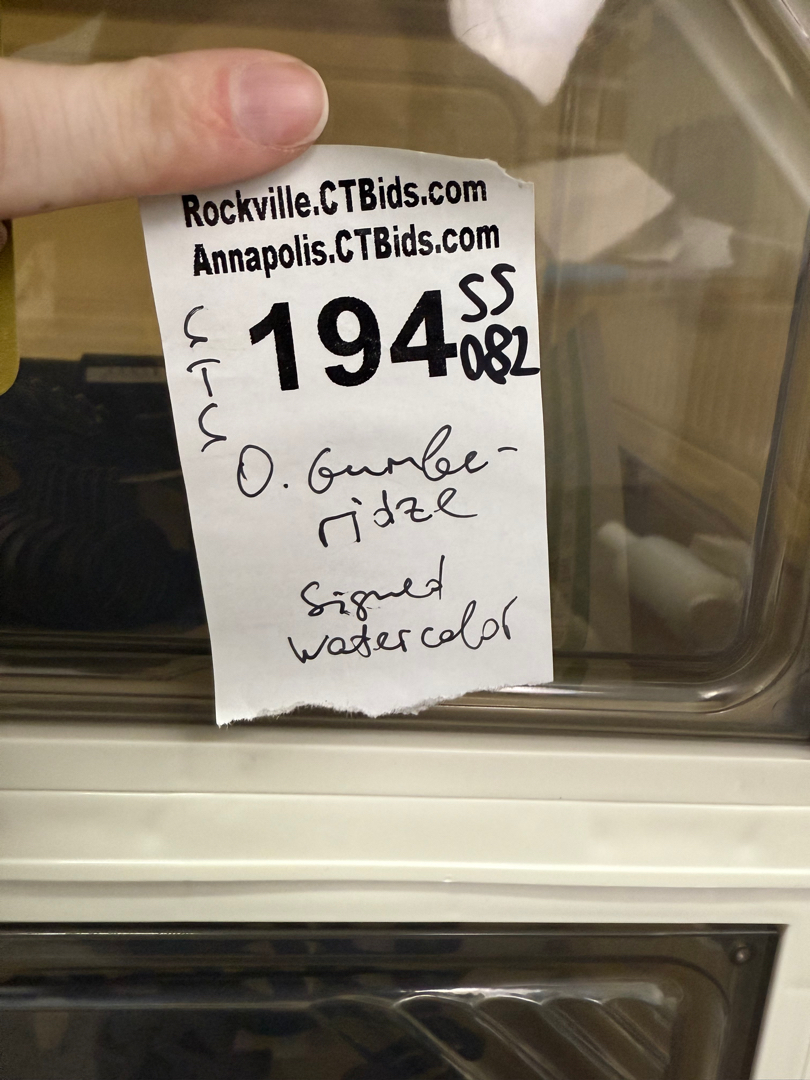 Rockville.CTBids.com
Annapolis.CTBids.com
194 SS
082
CTC
O. Gumbe-
ridze
signed
watercolor